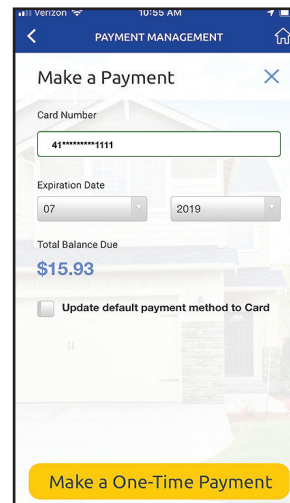 Verizon 10:55 AM
PAYMENT MANAGEMENT
Make a Payment
Card Number
41*********1111
Expiration Date
07 2019
Total Balance Due
$15.93
Update default payment method to Card
Make a One-Time Payment